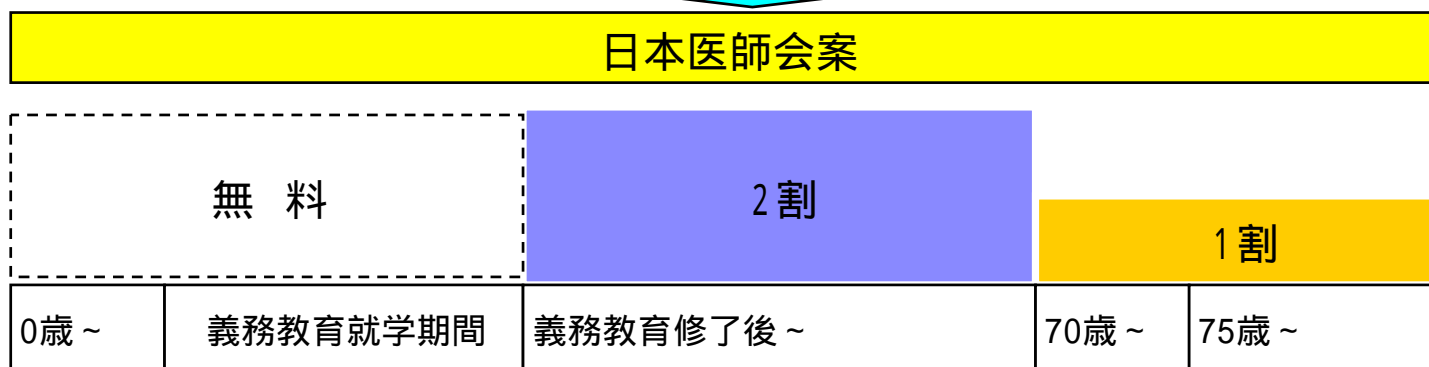 日本医師会案
無 料
2割
1割
0歳~
義務教育就学期間
義務教育修了後~
70歳~
75歳~